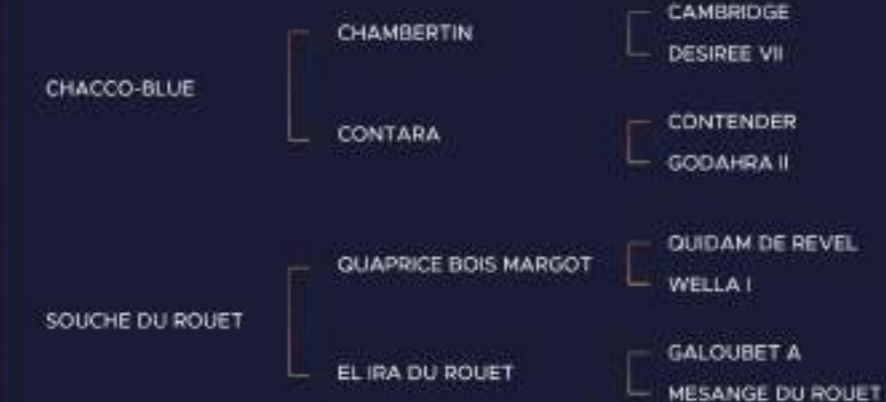 CHACCO-BLUE
CHAMBERTIN
CAMBRIDGE
DESIREE VII
CONTARA
CONTENDER
GODAHRA II
SOUCHE DU ROUET
QUAPRICE BOIS MARGOT
QUIDAM DE REVEL
WELLA I
EL IRA DU ROUET
GALOUBET A
MESANGE DU ROUET